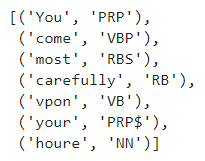 [('You', 'PRP'),
('come', 'VBP'),
('most', 'RBS'),
('carefully', 'RB'),
('vpon', 'VB'),
('your', 'PRP$'),
('houre', 'NN')]